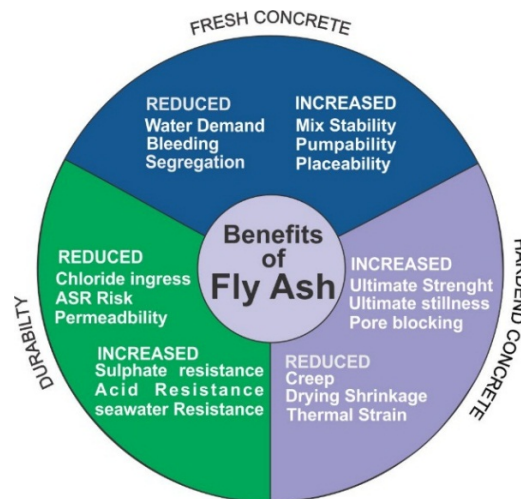 FRESH CONCRETE
REDUCED
Water Demand
Bleeding
Segregation
INCREASED
Mix Stability
Pumpability
Placeability
Benefits
of
Fly Ash
REDUCED
Chloride ingress
ASR Risk
Permeadbility
INCREASED
Sulphate resistance
Acid Resistance
seawater Resistance
DURABILTY
INCREASED
Ultimate Strenght
Ultimate stillness
Pore blocking
REDUCED
Creep
Drying Shrinkage
Thermal Strain
HARDEND CONCRETE